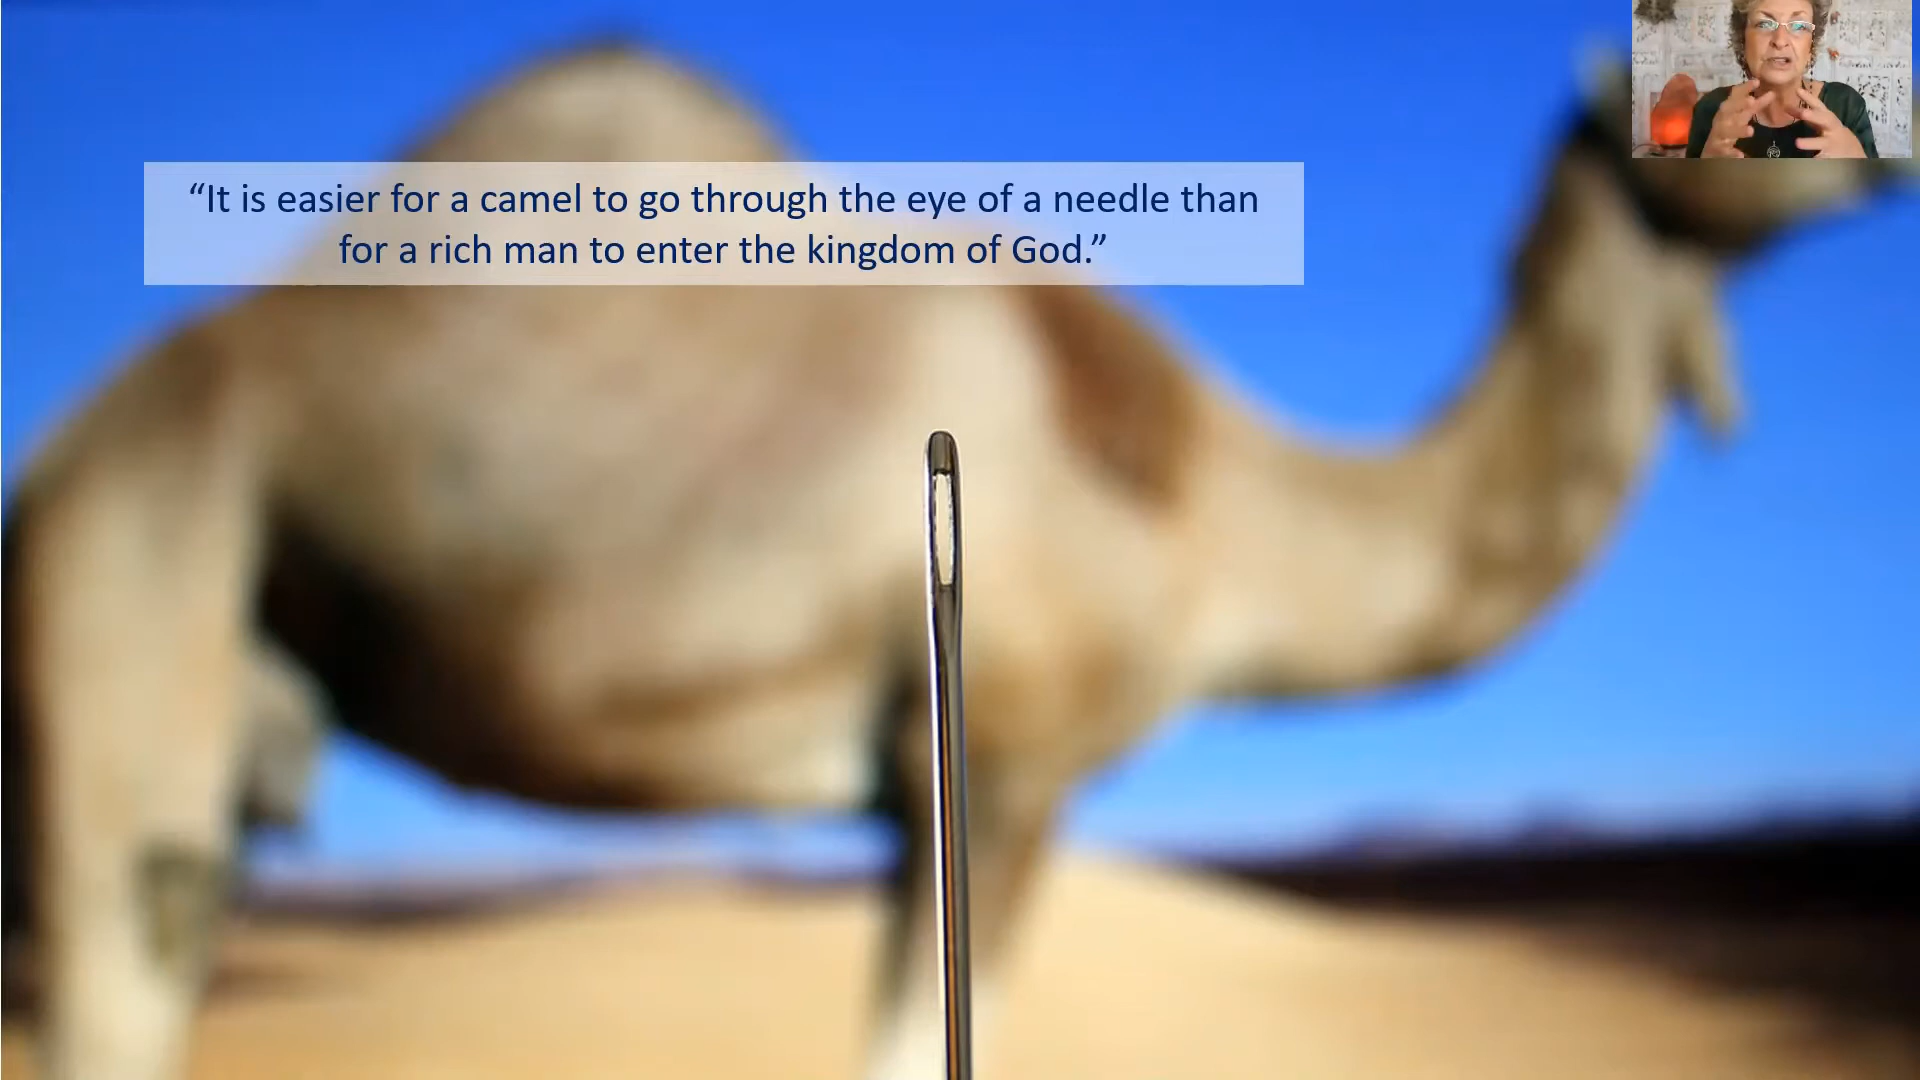 “It is easier for a camel to go through the eye of a needle than
for a rich man to enter the kingdom of God.”